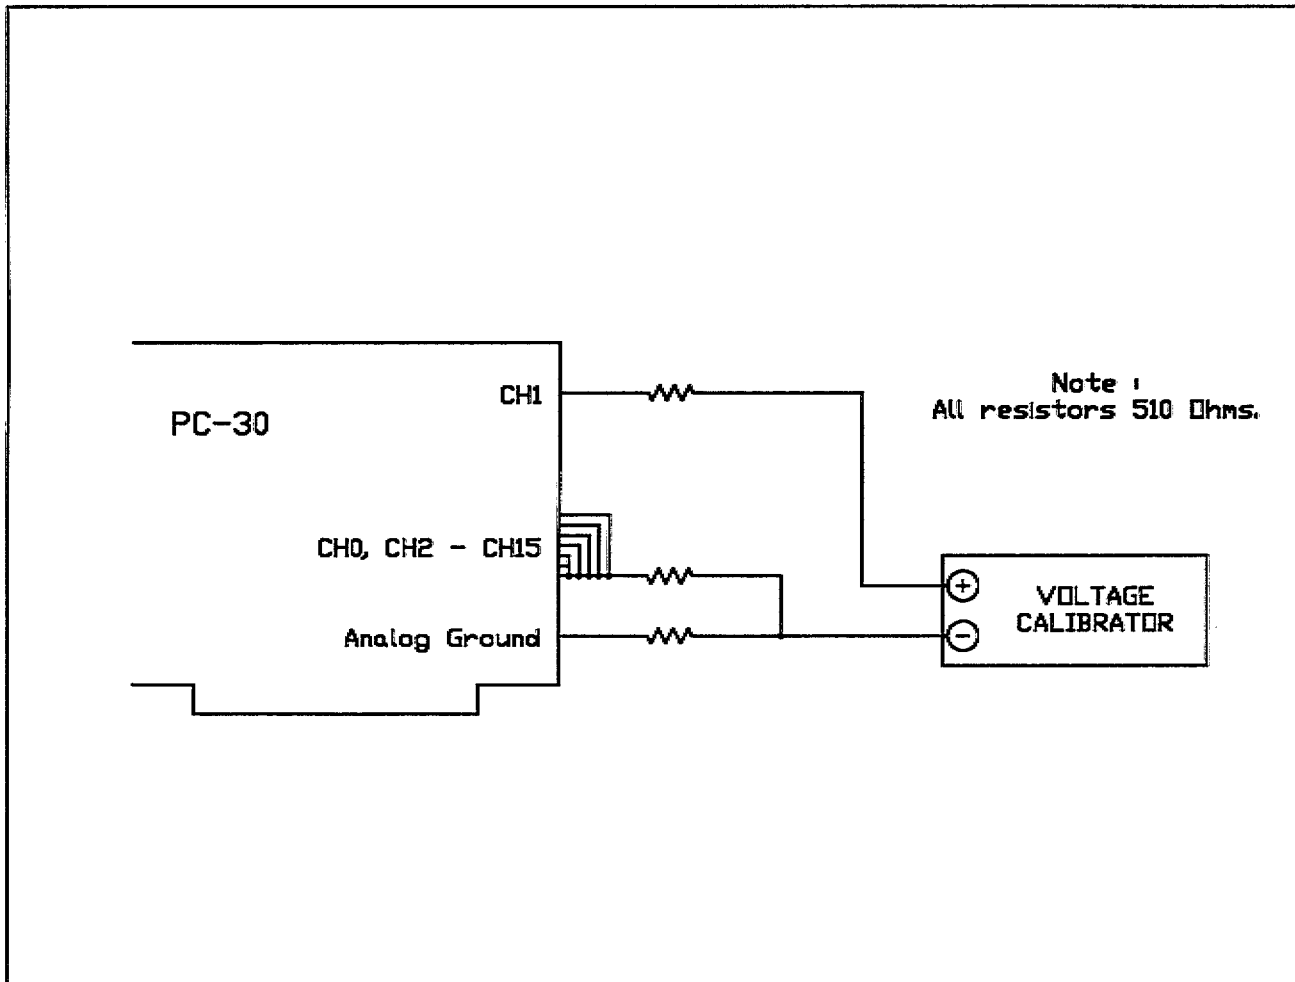 CH1
PC-30
Note :
All resistors 510 Ohms.
CH0, CH2 - CH15
Analog Ground
+
-
VOLTAGE
CALIBRATOR